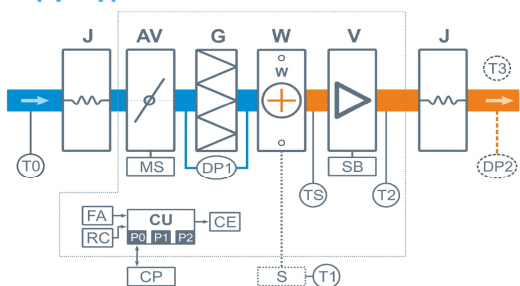 J AV G W V J
w
T3
T0 MS DP1 TS SB T2 DP2
FA CU CE
RC P0 P1 P2
CP S T1